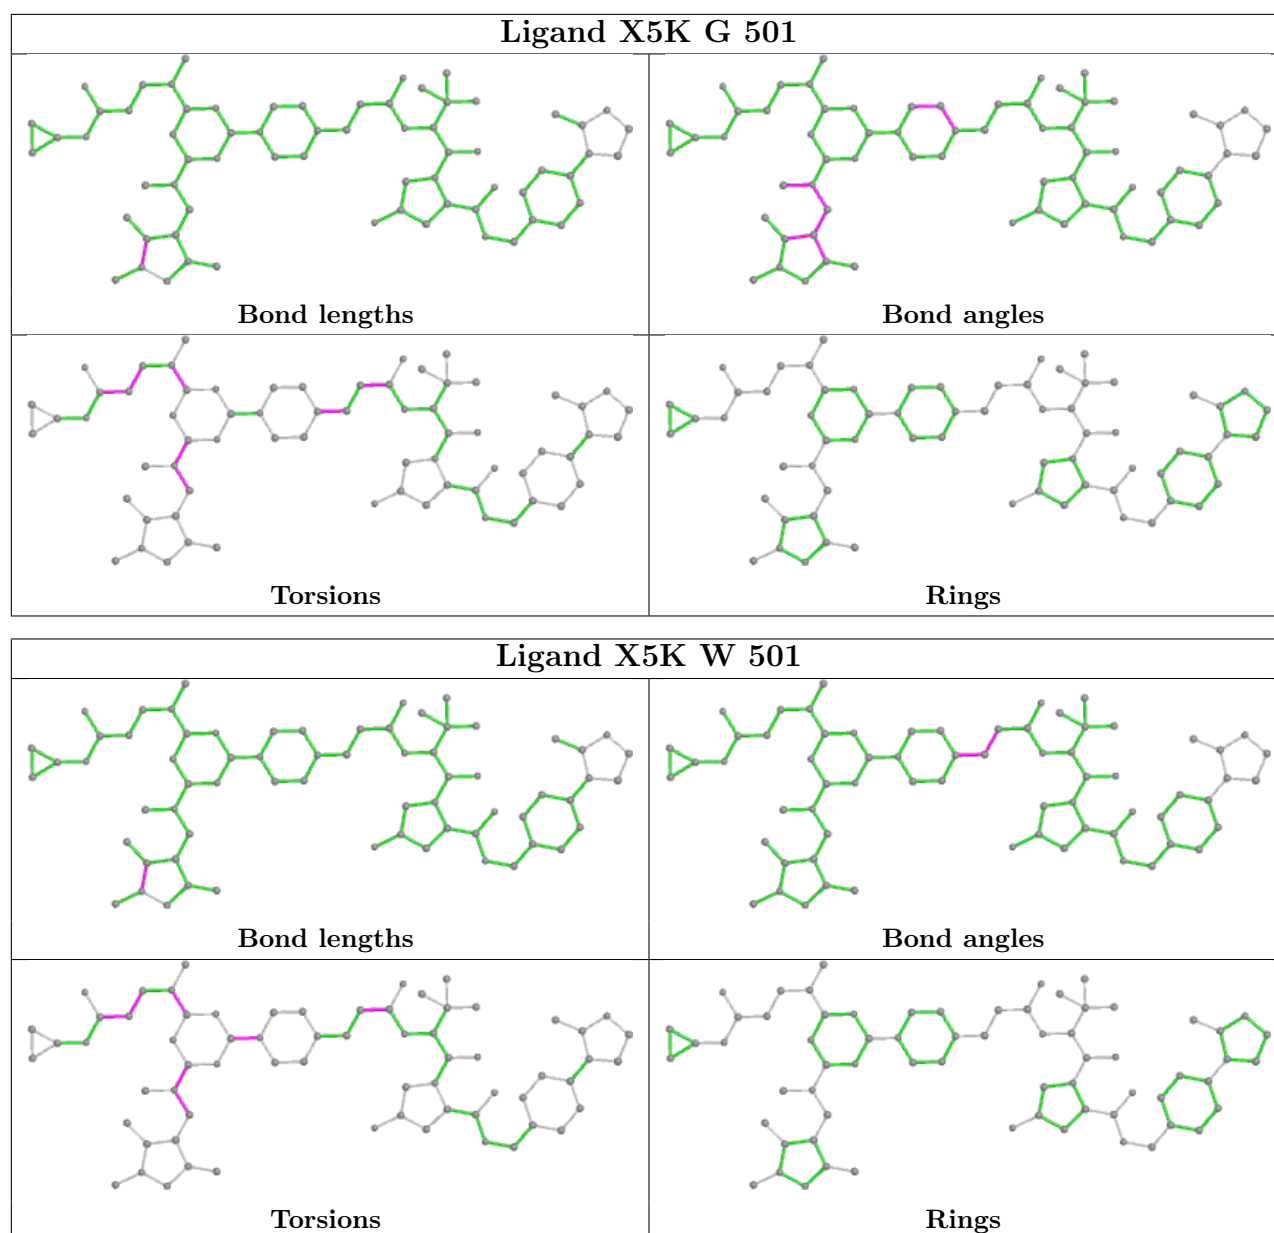 Ligand X5K G 501
Bond lengths
Bond angles
Torsions
Rings
Ligand X5K W 501
Bond lengths
Bond angles
Torsions
Rings